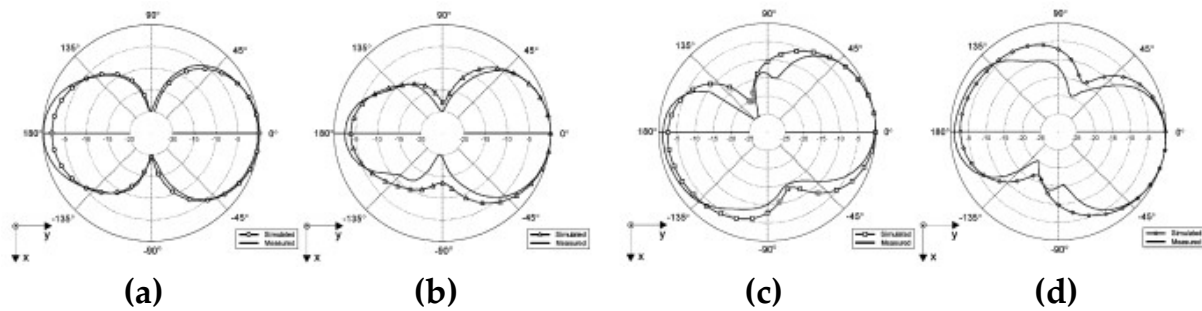 90° 90° 90° 90°
135° 45° 135° 45° 135° 45° 135° 45°
180° 0° 180° 0° 180° 0° 180° 0°
-135° -45° -135° -45° -135° -45° -135° -45°
-90° -90° -90° -90°
y y y y
x x x x
Simulated Simulated Simulated Simulated
Measured Measured Measured Measured
(a) (b) (c) (d)